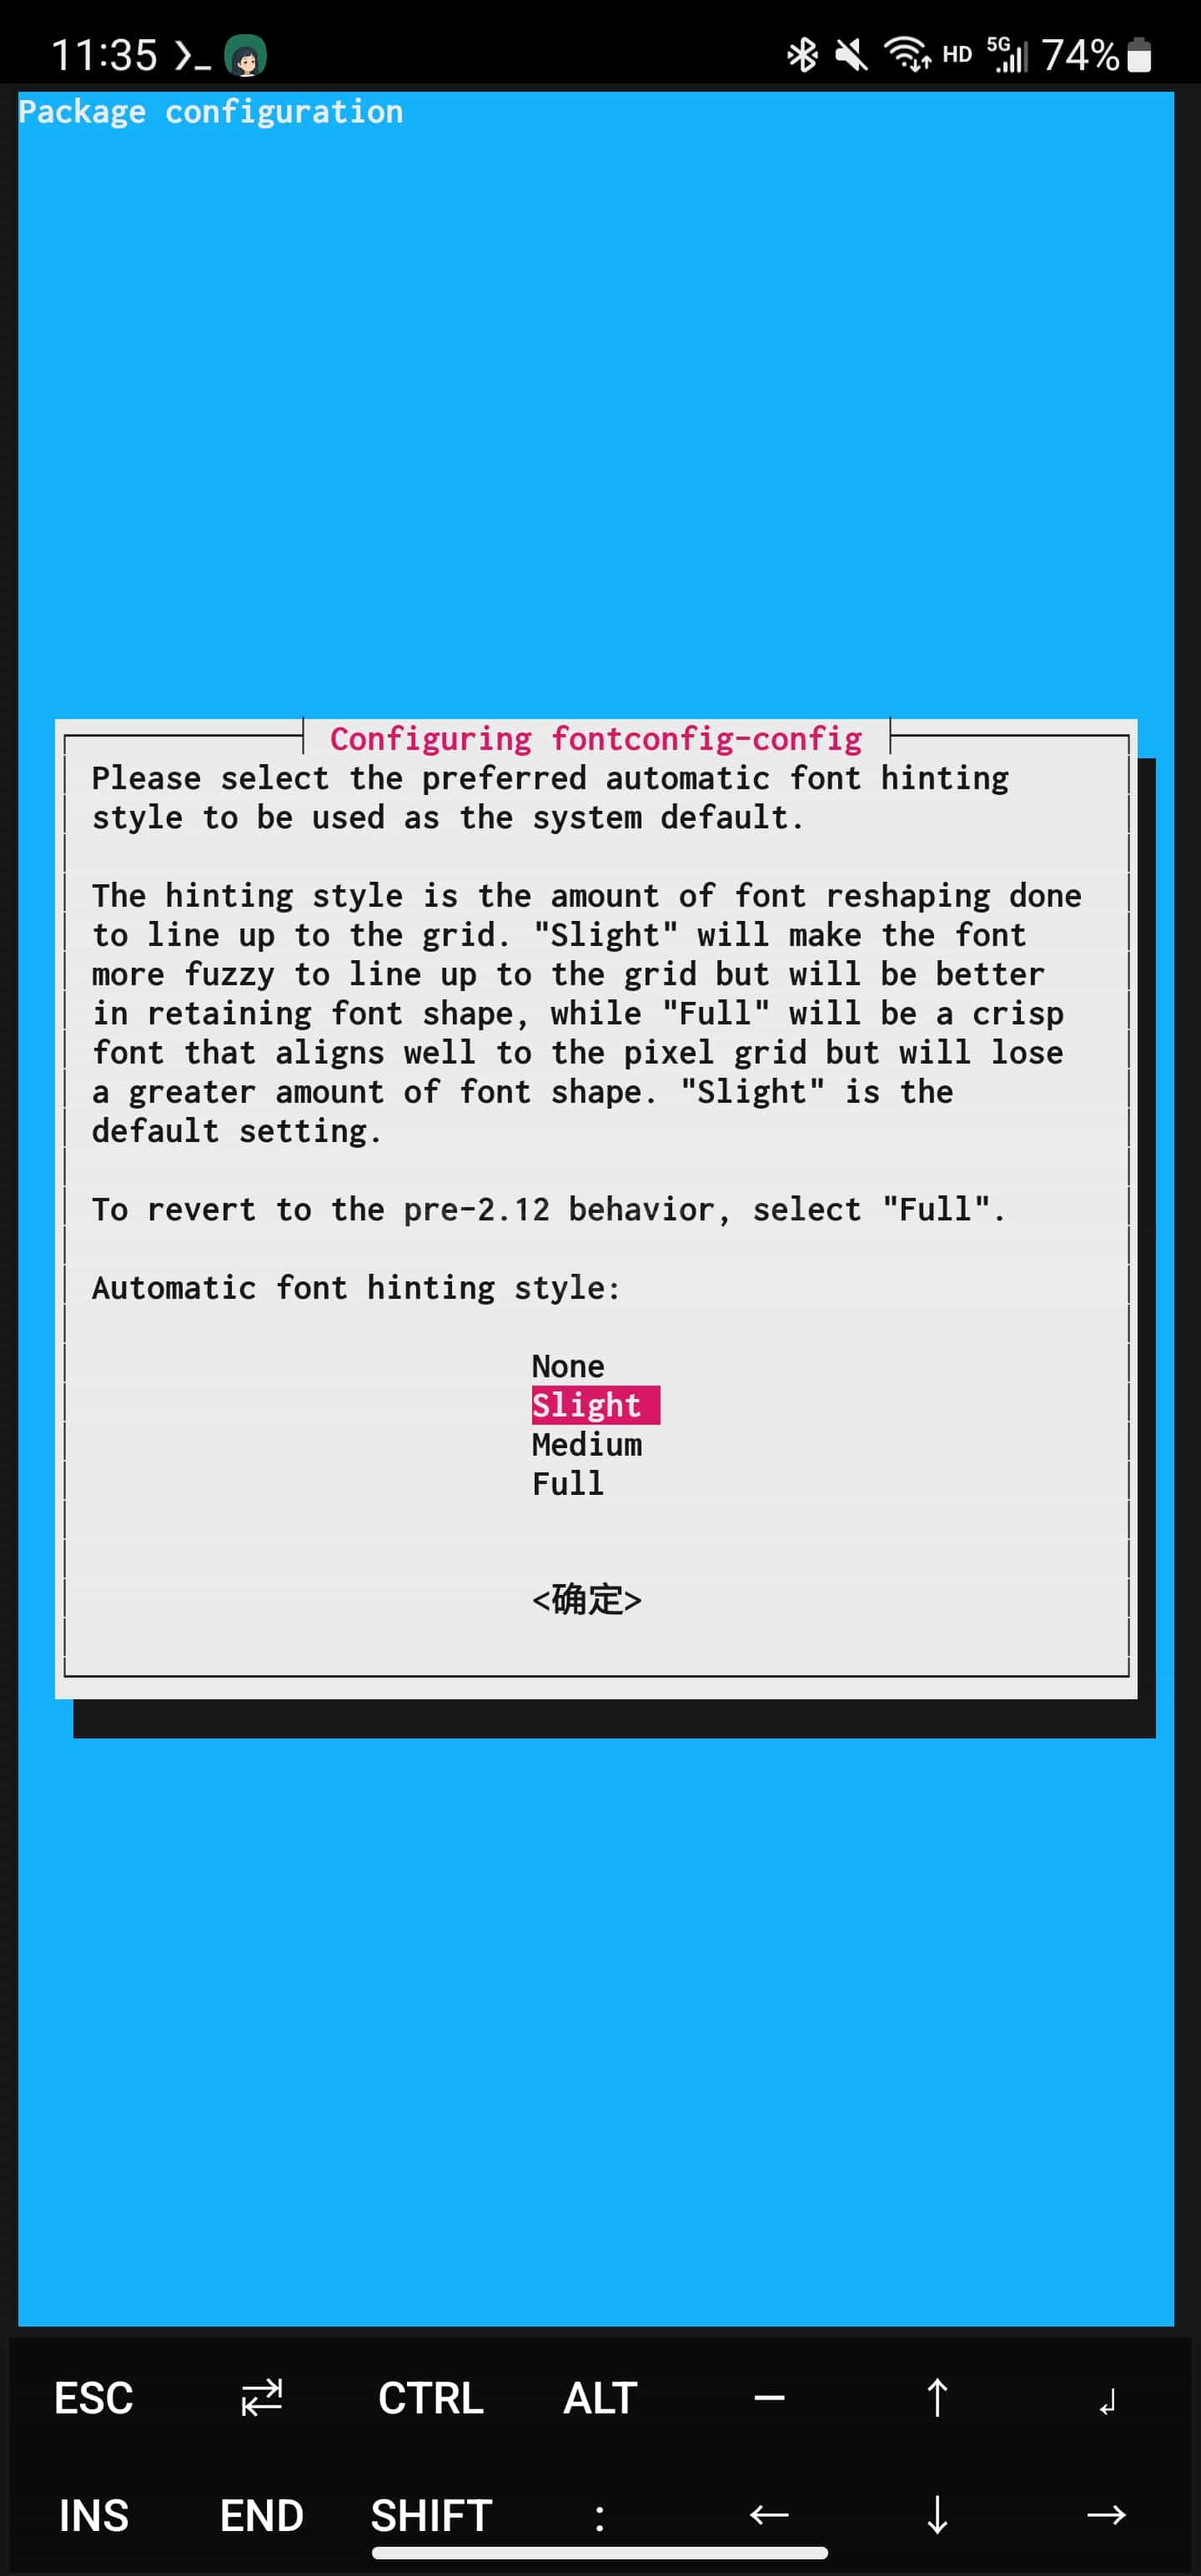 11:35
HD 5G 74%
Package configuration
Configuring fontconfig-config
Please select the preferred automatic font hinting
style to be used as the system default.
The hinting style is the amount of font reshaping done
to line up to the grid. "Slight" will make the font
more fuzzy to line up to the grid but will be better
in retaining font shape, while "Full" will be a crisp
font that aligns well to the pixel grid but will lose
a greater amount of font shape. "Slight" is the
default setting.
To revert to the pre-2.12 behavior, select "Full".
Automatic font hinting style:
None
Slight
Medium
Full
<确定>
ESC ⇄ CTRL ALT — ↑ ↲
INS END SHIFT : ← ↓ →